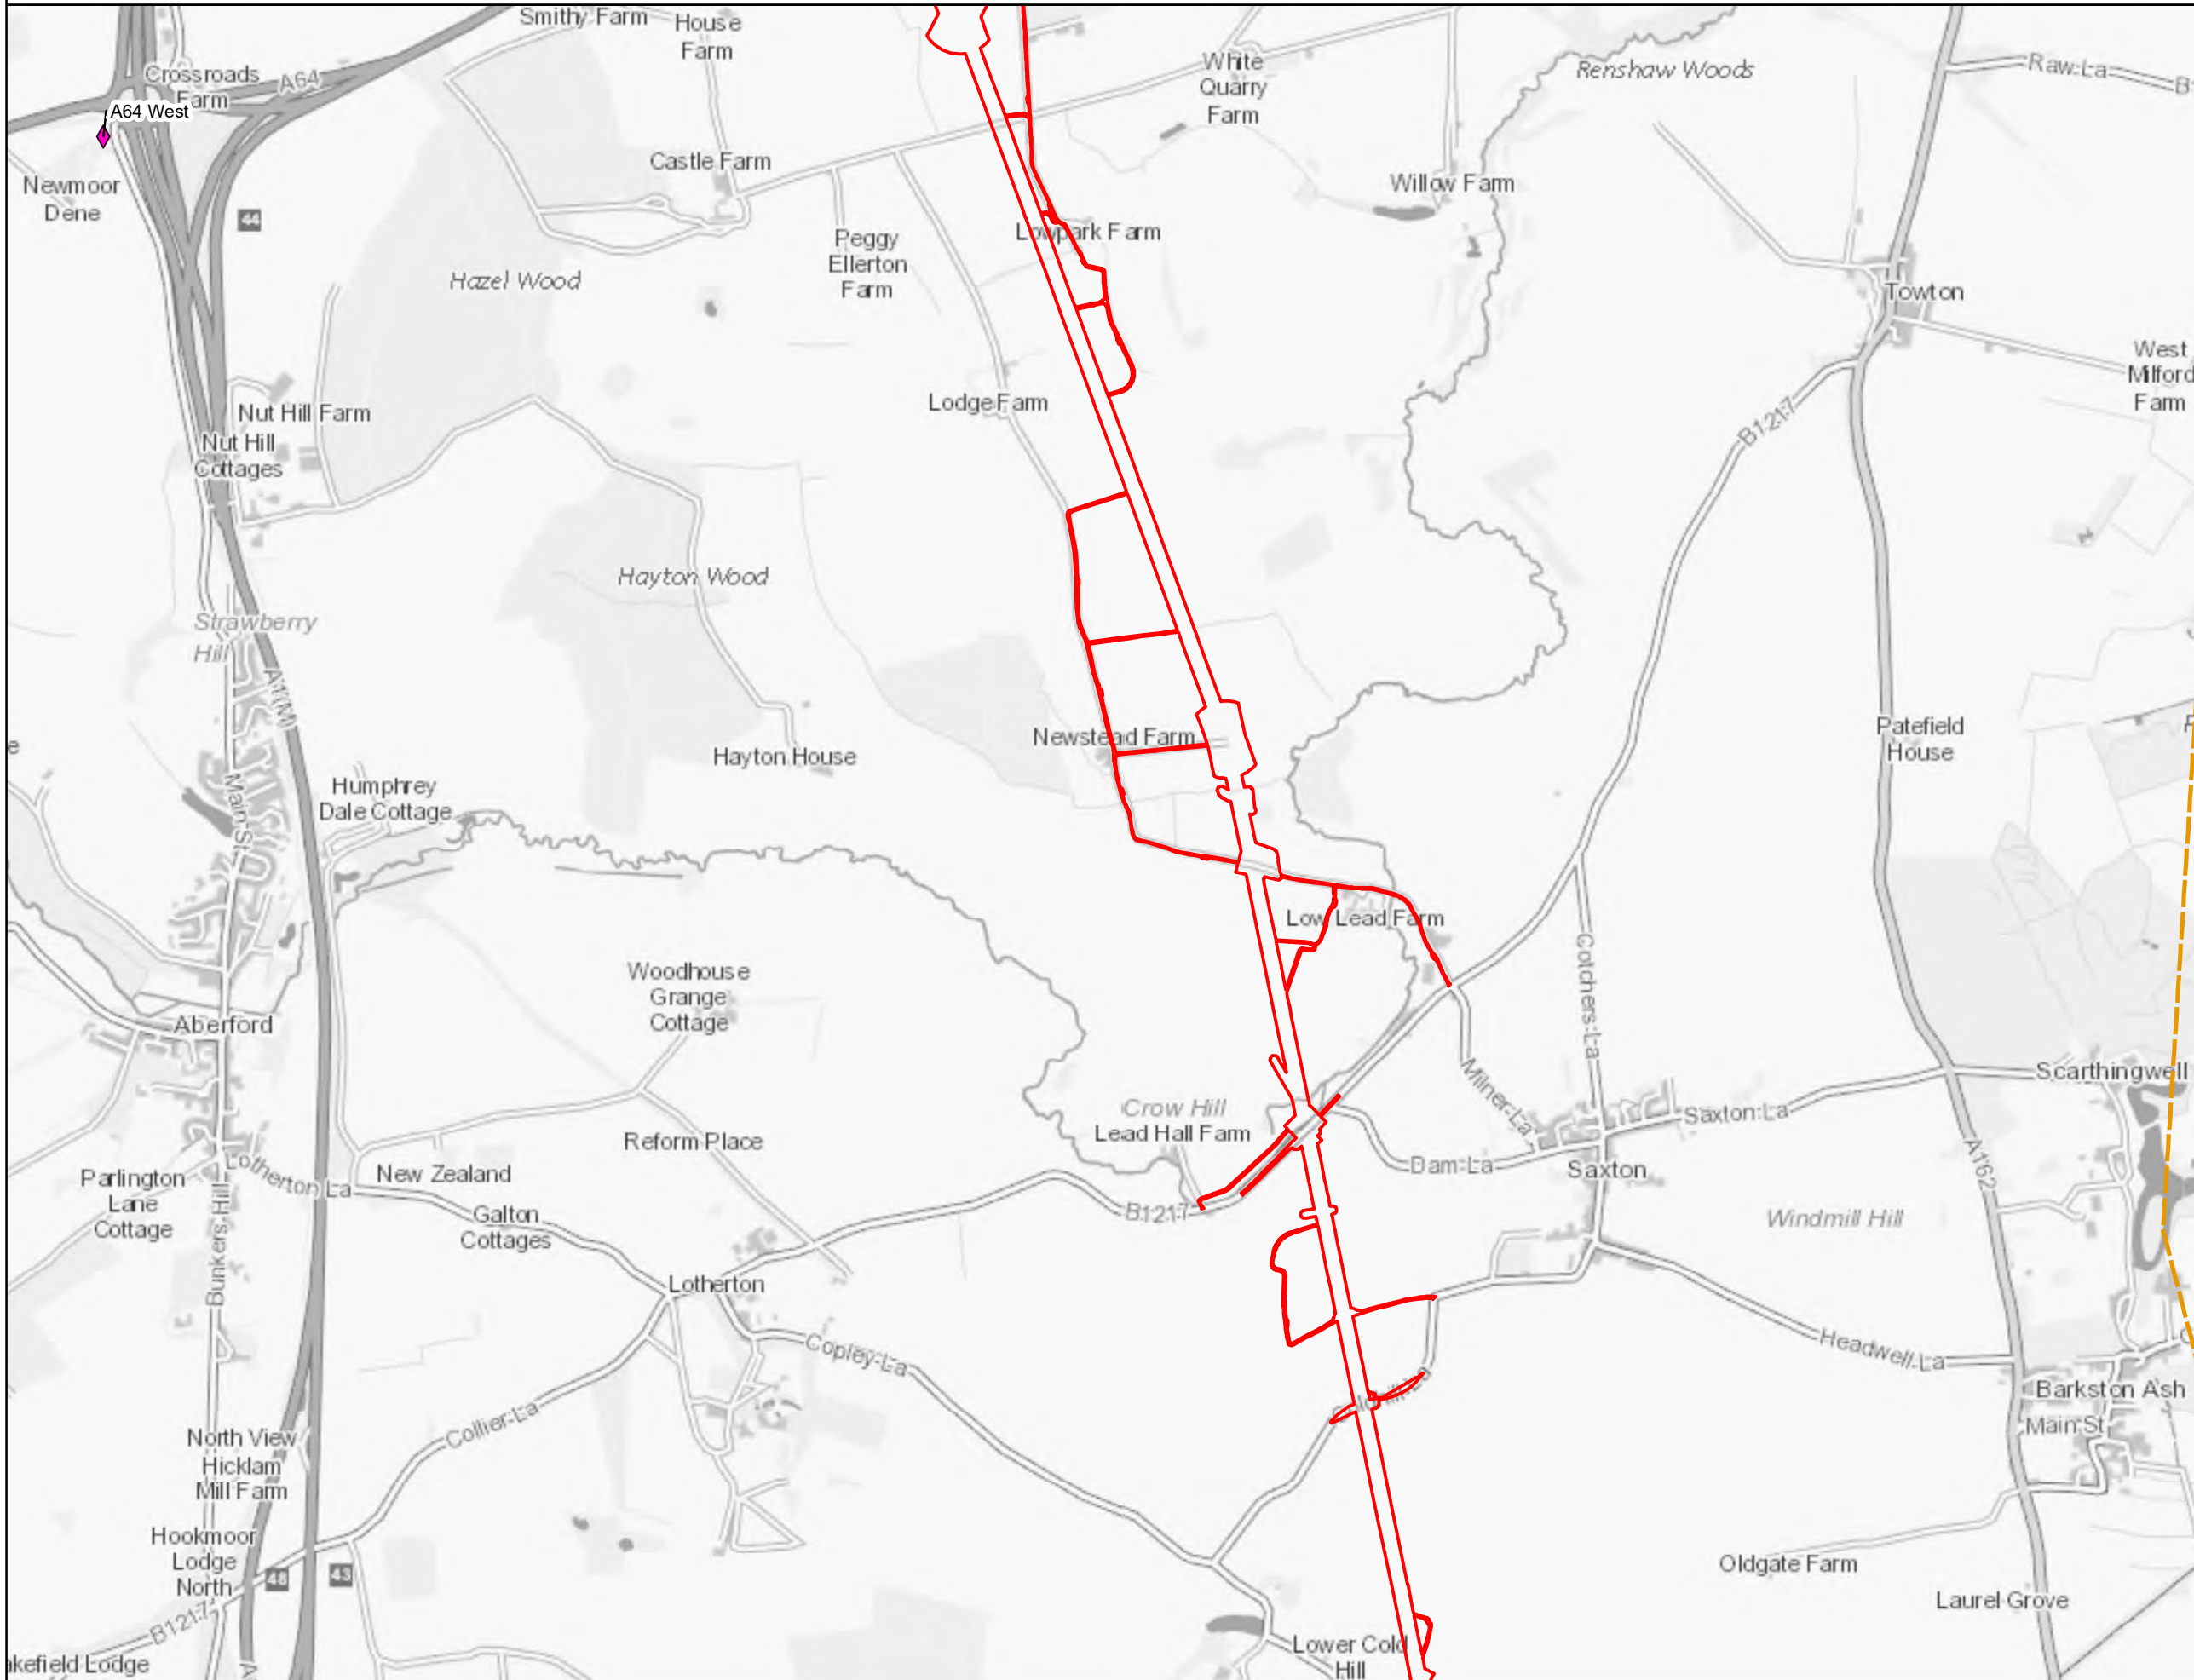 Smithy Farm
House
Farm
Crossroads
Farm
A64
A64 West
White
Quarry
Farm
Renshaw Woods
Raw La
Newmoor
Dene
44
Castle Farm
Willow Farm
Peggy
Ellerton
Farm
Lowpark Farm
Hazel Wood
Towton
West
Milford
Farm
Nut Hill Farm
Nut Hill
Cottages
Lodge Farm
B1217
Hayton Wood
Strawberry
Hill
A1(M)
Newstead Farm
Patefield
House
Hayton House
Main St
Humphrey
Dale Cottage
Low Lead Farm
Cotchers La
Woodhouse
Grange
Cottage
Aberford
Milner La
Scarthingwell
Crow Hill
Lead Hall Farm
Saxton La
Reform Place
Dam La
Saxton
A162
Lotherton La
New Zealand
Parlington
Lane
Cottage
Galton
Cottages
B1217
Windmill Hill
Bunkers Hill
Lotherton
Copley La
Headwell La
Barkston Ash
Main St
Collier La
North View
Hicklam
Mill Farm
Hookmoor
Lodge
North
48
43
Oldgate Farm
Laurel Grove
B1217
Lower Cold
Hill
akefield Lodge